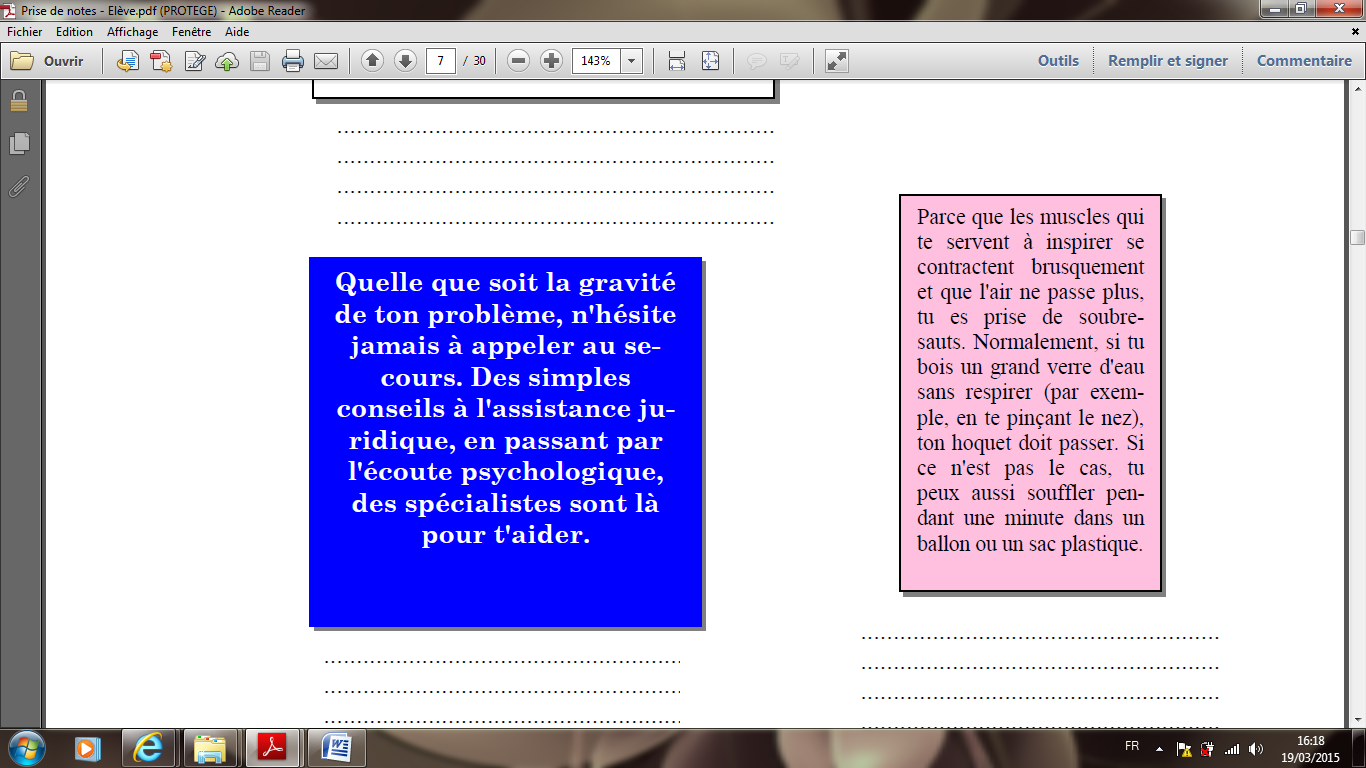 Prise de notes - Elève.pdf (PROTEGE) - Adobe Reader
Fichier Edition Affichage Fenêtre Aide
Ouvrir 7 / 30 143% Outils Remplir et signer Commentaire
Quelle que soit la gravité
de ton problème, n'hésite
jamais à appeler au se-
cours. Des simples
conseils à l'assistance ju-
ridique, en passant par
l'écoute psychologique,
des spécialistes sont là
pour t'aider.
Parce que les muscles qui
te servent à inspirer se
contractent brusquement
et que l'air ne passe plus,
tu es prise de soubre-
sauts. Normalement, si tu
bois un grand verre d'eau
sans respirer (par exem-
ple, en te pinçant le nez),
ton hoquet doit passer. Si
ce n'est pas le cas, tu
peux aussi souffler pen-
dant une minute dans un
ballon ou un sac plastique.
FR
16:18
19/03/2015